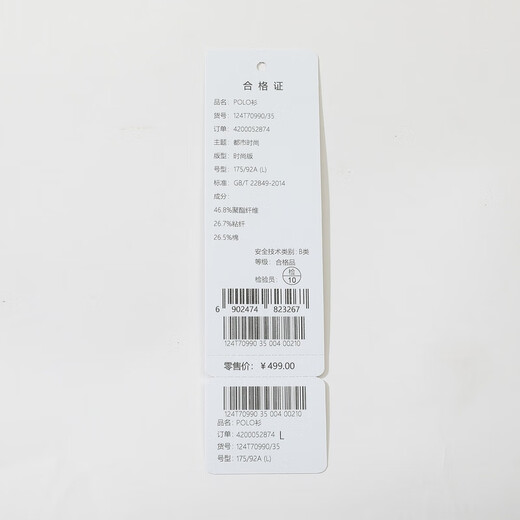 合格证
品名: POLO衫
货号: 124T70990/35
订单: 4200052874
主题: 都市时尚
版型: 时尚版
号型: 175/92A (L)
标准: GB/T 22849-2014
成分:
46.8%聚酯纤维
26.7%粘纤
26.5%棉
安全技术类别: B类
等级: 合格品
检验员: 检 10
6 902474 823267
124T70990 35 004 00210
零售价: ¥499.00
124T70990 35 004 00210
品名: POLO衫
订单: 4200052874 L
货号: 124T70990/35
号型: 175/92A (L)